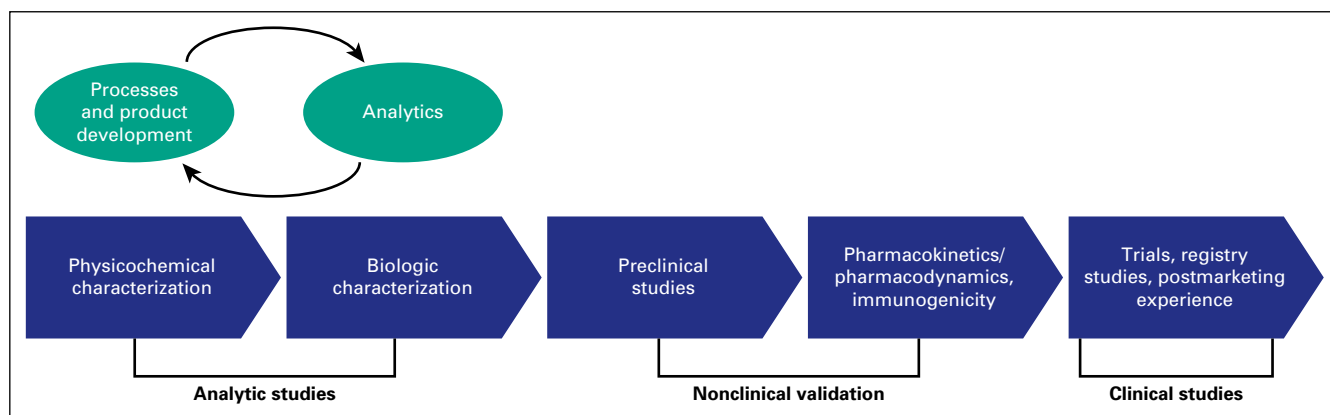 Processes
and product
development
Analytics
Physicochemical
characterization
Biologic
characterization
Preclinical
studies
Pharmacokinetics/
pharmacodynamics,
immunogenicity
Trials, registry
studies, postmarketing
experience
Analytic studies
Nonclinical validation
Clinical studies